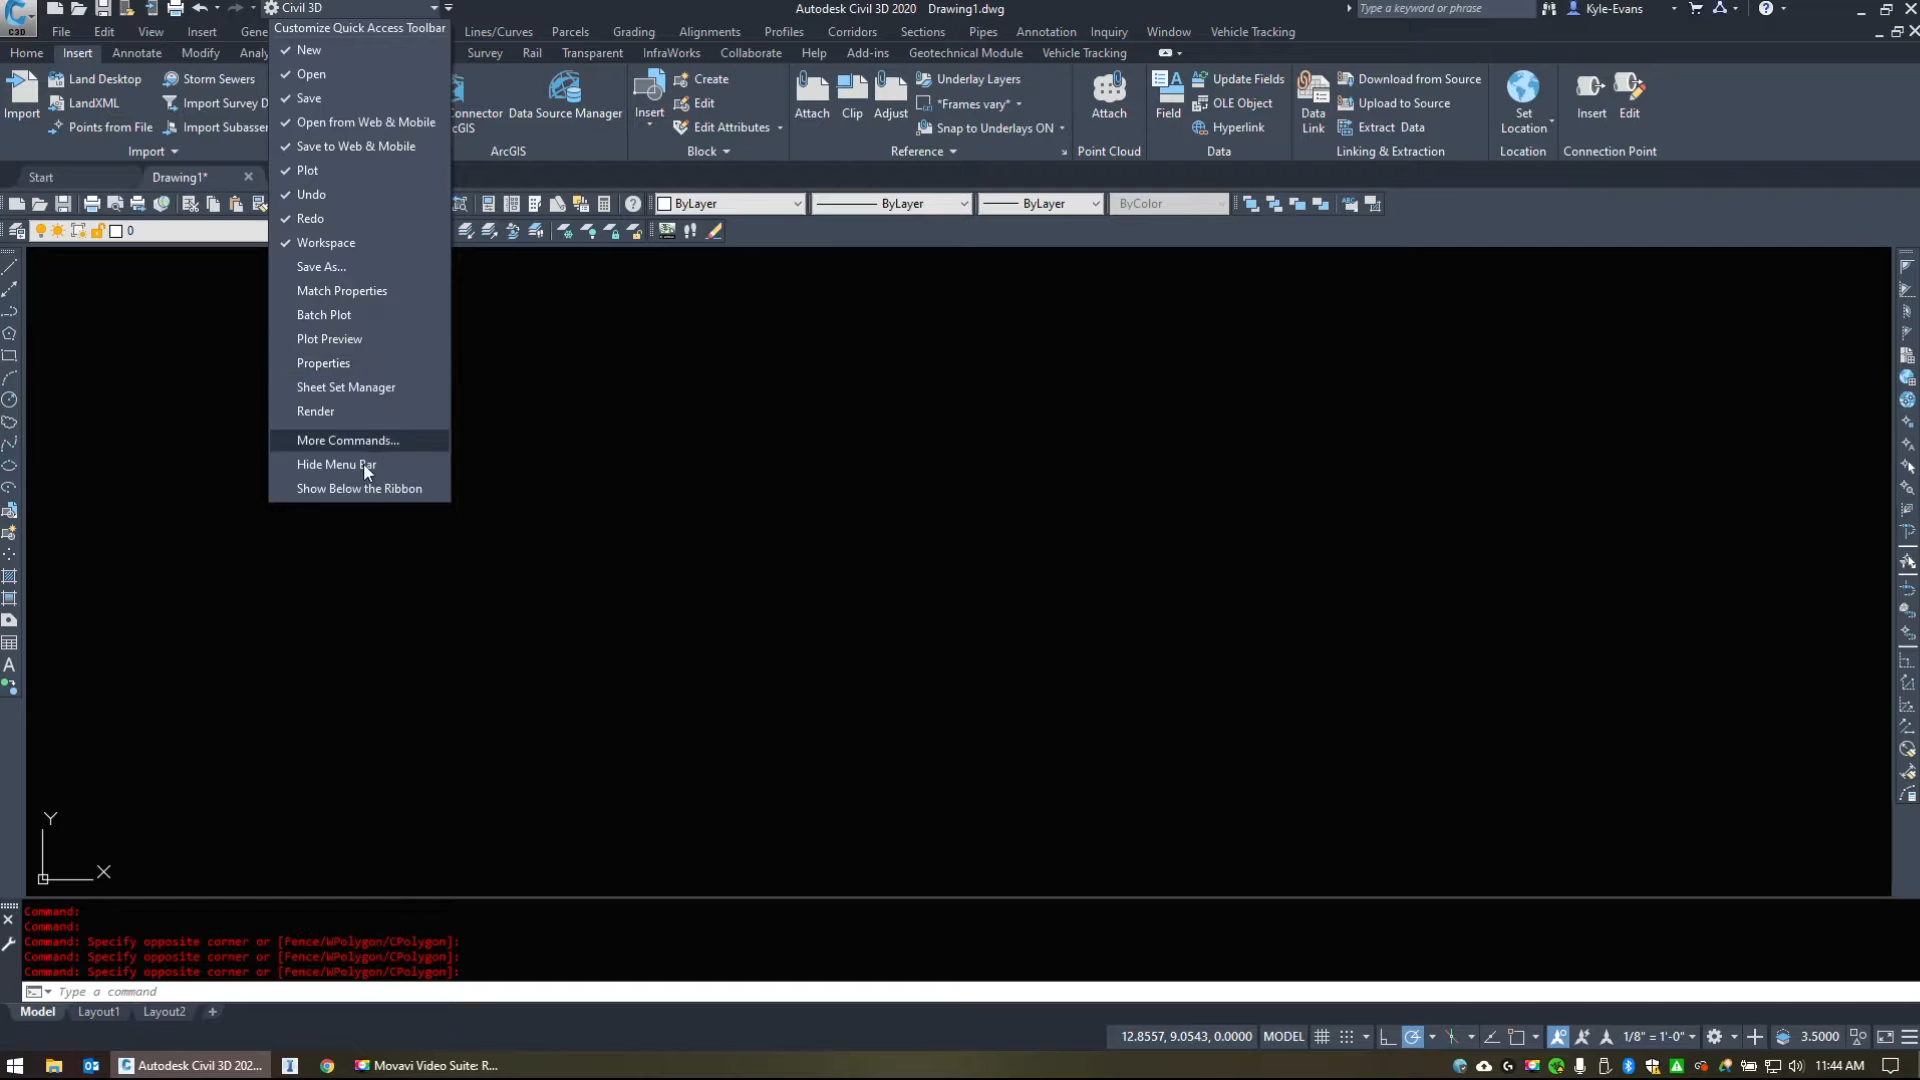 Civil 3D
Autodesk Civil 3D 2020 Drawing1.dwg
Type a keyword or phrase
Kyle-Evans
C3D
File Edit View Insert Gene
Lines/Curves Parcels Grading Alignments Profiles Corridors Sections Pipes Annotation Inquiry Window Vehicle Tracking
Home Insert Annotate Modify Analy
Survey Rail Transparent InfraWorks Collaborate Help Add-ins Geotechnical Module Vehicle Tracking
Customize Quick Access Toolbar
New
Open
Save
Open from Web & Mobile
Save to Web & Mobile
Plot
Undo
Redo
Workspace
Save As...
Match Properties
Batch Plot
Plot Preview
Properties
Sheet Set Manager
Render
More Commands...
Hide Menu Bar
Show Below the Ribbon
Import
Land Desktop
LandXML
Points from File
Storm Sewers
Import Survey D
Import Subasse
Import
Connector
cGIS
Data Source Manager
ArcGIS
Insert
Create
Edit
Edit Attributes
Block
Attach
Clip
Adjust
Underlay Layers
*Frames vary*
Snap to Underlays ON
Reference
Attach
Point Cloud
Field
Update Fields
OLE Object
Hyperlink
Data
Data
Link
Download from Source
Upload to Source
Extract Data
Linking & Extraction
Set
Location
Location
Insert
Edit
Connection Point
Start
Drawing1*
ByLayer
ByLayer
ByLayer
ByColor
0
A
Y
X
Command:
Command:
Command: Specify opposite corner or [Fence/WPolygon/CPolygon]:
Command: Specify opposite corner or [Fence/WPolygon/CPolygon]:
Command: Specify opposite corner or [Fence/WPolygon/CPolygon]:
Type a command
Model Layout1 Layout2 +
12.8557, 9.0543, 0.0000 MODEL
1/8" = 1'-0"
3.5000
Autodesk Civil 3D 202...
Movavi Video Suite: R...
11:44 AM